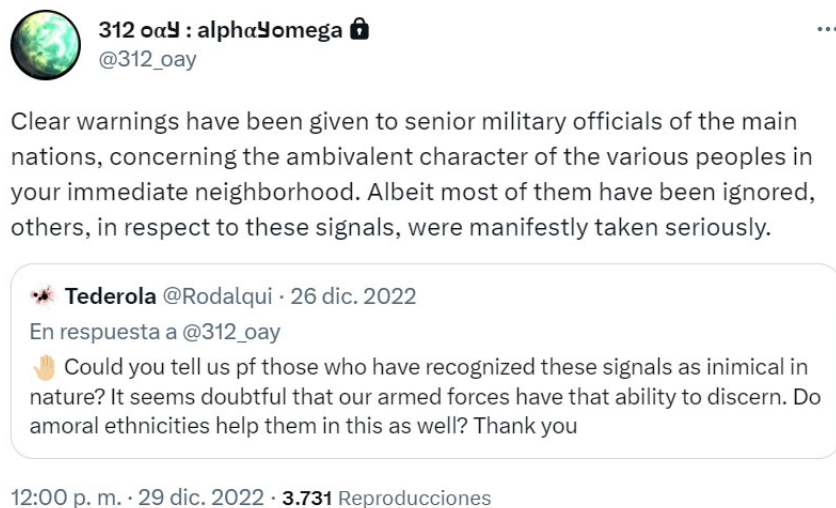 312 oαꓬ : alphαꓬomega
@312_oay
Clear warnings have been given to senior military officials of the main
nations, concerning the ambivalent character of the various peoples in
your immediate neighborhood. Albeit most of them have been ignored,
others, in respect to these signals, were manifestly taken seriously.
Tederola @Rodalqui · 26 dic. 2022
En respuesta a @312_oay
🤚🏼 Could you tell us pf those who have recognized these signals as inimical in
nature? It seems doubtful that our armed forces have that ability to discern. Do
amoral ethnicities help them in this as well? Thank you
12:00 p. m. · 29 dic. 2022 · 3.731 Reproducciones